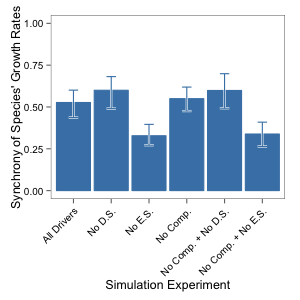 Synchrony of Species' Growth Rates
1.00
0.75
0.50
0.25
0.00
All Drivers
No D.S.
No E.S.
No Comp.
No Comp. + No D.S.
No Comp. + No E.S.
Simulation Experiment